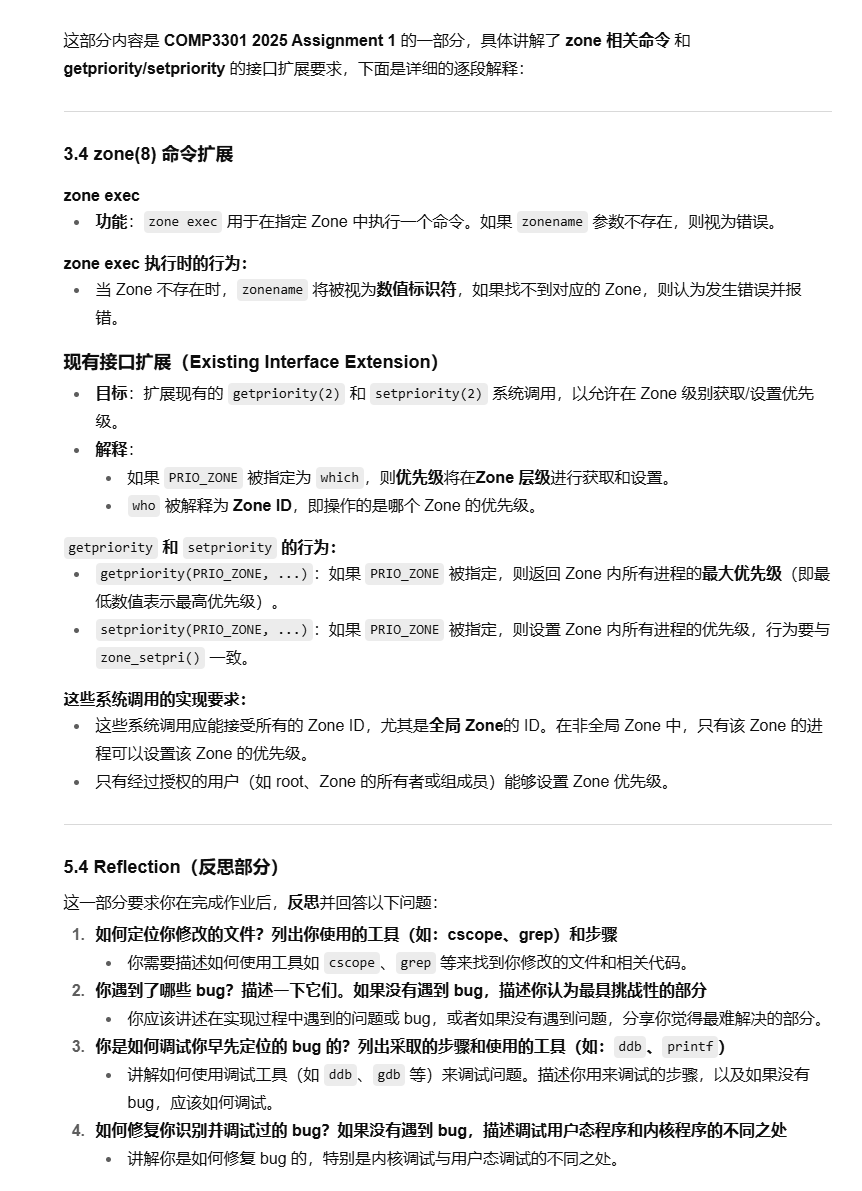 这部分内容是 COMP3301 2025 Assignment 1 的一部分，具体讲解了 zone 相关命令 和
getpriority/setpriority 的接口扩展要求，下面是详细的逐段解释：
3.4 zone(8) 命令扩展
zone exec
• 功能： zone exec 用于在指定 Zone 中执行一个命令。如果 zonename 参数不存在，则视为错误。
zone exec 执行时的行为：
• 当 Zone 不存在时， zonename 将被视为数值标识符，如果找不到对应的 Zone，则认为发生错误并报
错。
现有接口扩展（Existing Interface Extension）
• 目标：扩展现有的 getpriority(2) 和 setpriority(2) 系统调用，以允许在 Zone 级别获取/设置优先
级。
• 解释：
• 如果 PRIO_ZONE 被指定为 which ，则优先级将在Zone 层级进行获取和设置。
• who 被解释为 Zone ID，即操作的是哪个 Zone 的优先级。
getpriority 和 setpriority 的行为：
• getpriority(PRIO_ZONE, ...) ：如果 PRIO_ZONE 被指定，则返回 Zone 内所有进程的最大优先级（即最
低数值表示最高优先级）。
• setpriority(PRIO_ZONE, ...) ：如果 PRIO_ZONE 被指定，则设置 Zone 内所有进程的优先级，行为要与
zone_setpri() 一致。
这些系统调用的实现要求：
• 这些系统调用应能接受所有的 Zone ID，尤其是全局 Zone的 ID。在非全局 Zone 中，只有该 Zone 的进
程可以设置该 Zone 的优先级。
• 只有经过授权的用户（如 root、Zone 的所有者或组成员）能够设置 Zone 优先级。
5.4 Reflection（反思部分）
这一部分要求你在完成作业后，反思并回答以下问题：
1. 如何定位你修改的文件？列出你使用的工具（如：cscope、grep）和步骤
• 你需要描述如何使用工具如 cscope 、 grep 等来找到你修改的文件和相关代码。
2. 你遇到了哪些 bug？描述一下它们。如果没有遇到 bug，描述你认为最具挑战性的部分
• 你应该讲述在实现过程中遇到的问题或 bug，或者如果没有遇到问题，分享你觉得最难解决的部分。
3. 你是如何调试你早先定位的 bug 的？列出采取的步骤和使用的工具（如： ddb 、 printf ）
• 讲解如何使用调试工具（如 ddb 、 gdb 等）来调试问题。描述你用来调试的步骤，以及如果没有
bug，应该如何调试。
4. 如何修复你识别并调试过的 bug？如果没有遇到 bug，描述调试用户态程序和内核程序的不同之处
• 讲解你是如何修复 bug 的，特别是内核调试与用户态调试的不同之处。